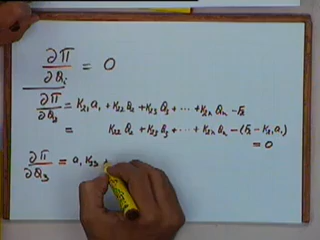 ∂Π/∂Qi = 0
∂Π/∂Q2 = K21 a1 + K22 Q2 + K23 Q3 + ... + K2n Qn - F2
= K22 Q2 + K23 Q3 + ... + K2n Qn - (F2 - K21 a1)
= 0
∂Π/∂Q3 = a1 K33 +